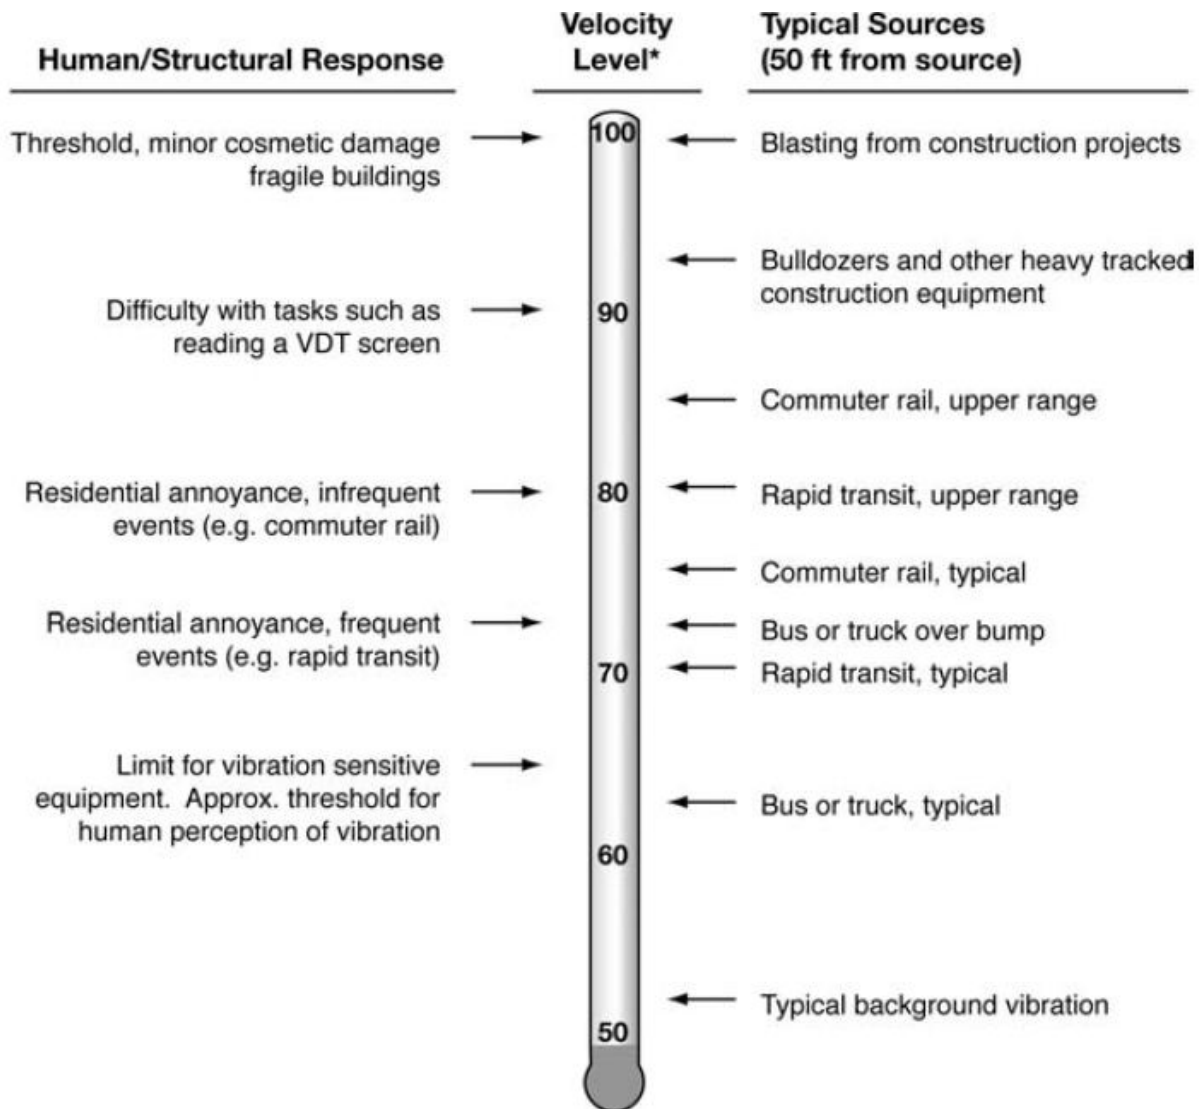 Human/Structural Response
Velocity
Level*
Typical Sources
(50 ft from source)
Threshold, minor cosmetic damage
fragile buildings
100
Blasting from construction projects
Bulldozers and other heavy tracked
construction equipment
Difficulty with tasks such as
reading a VDT screen
90
Commuter rail, upper range
Residential annoyance, infrequent
events (e.g. commuter rail)
80
Rapid transit, upper range
Commuter rail, typical
Residential annoyance, frequent
events (e.g. rapid transit)
Bus or truck over bump
70
Rapid transit, typical
Limit for vibration sensitive
equipment. Approx. threshold for
human perception of vibration
Bus or truck, typical
60
Typical background vibration
50